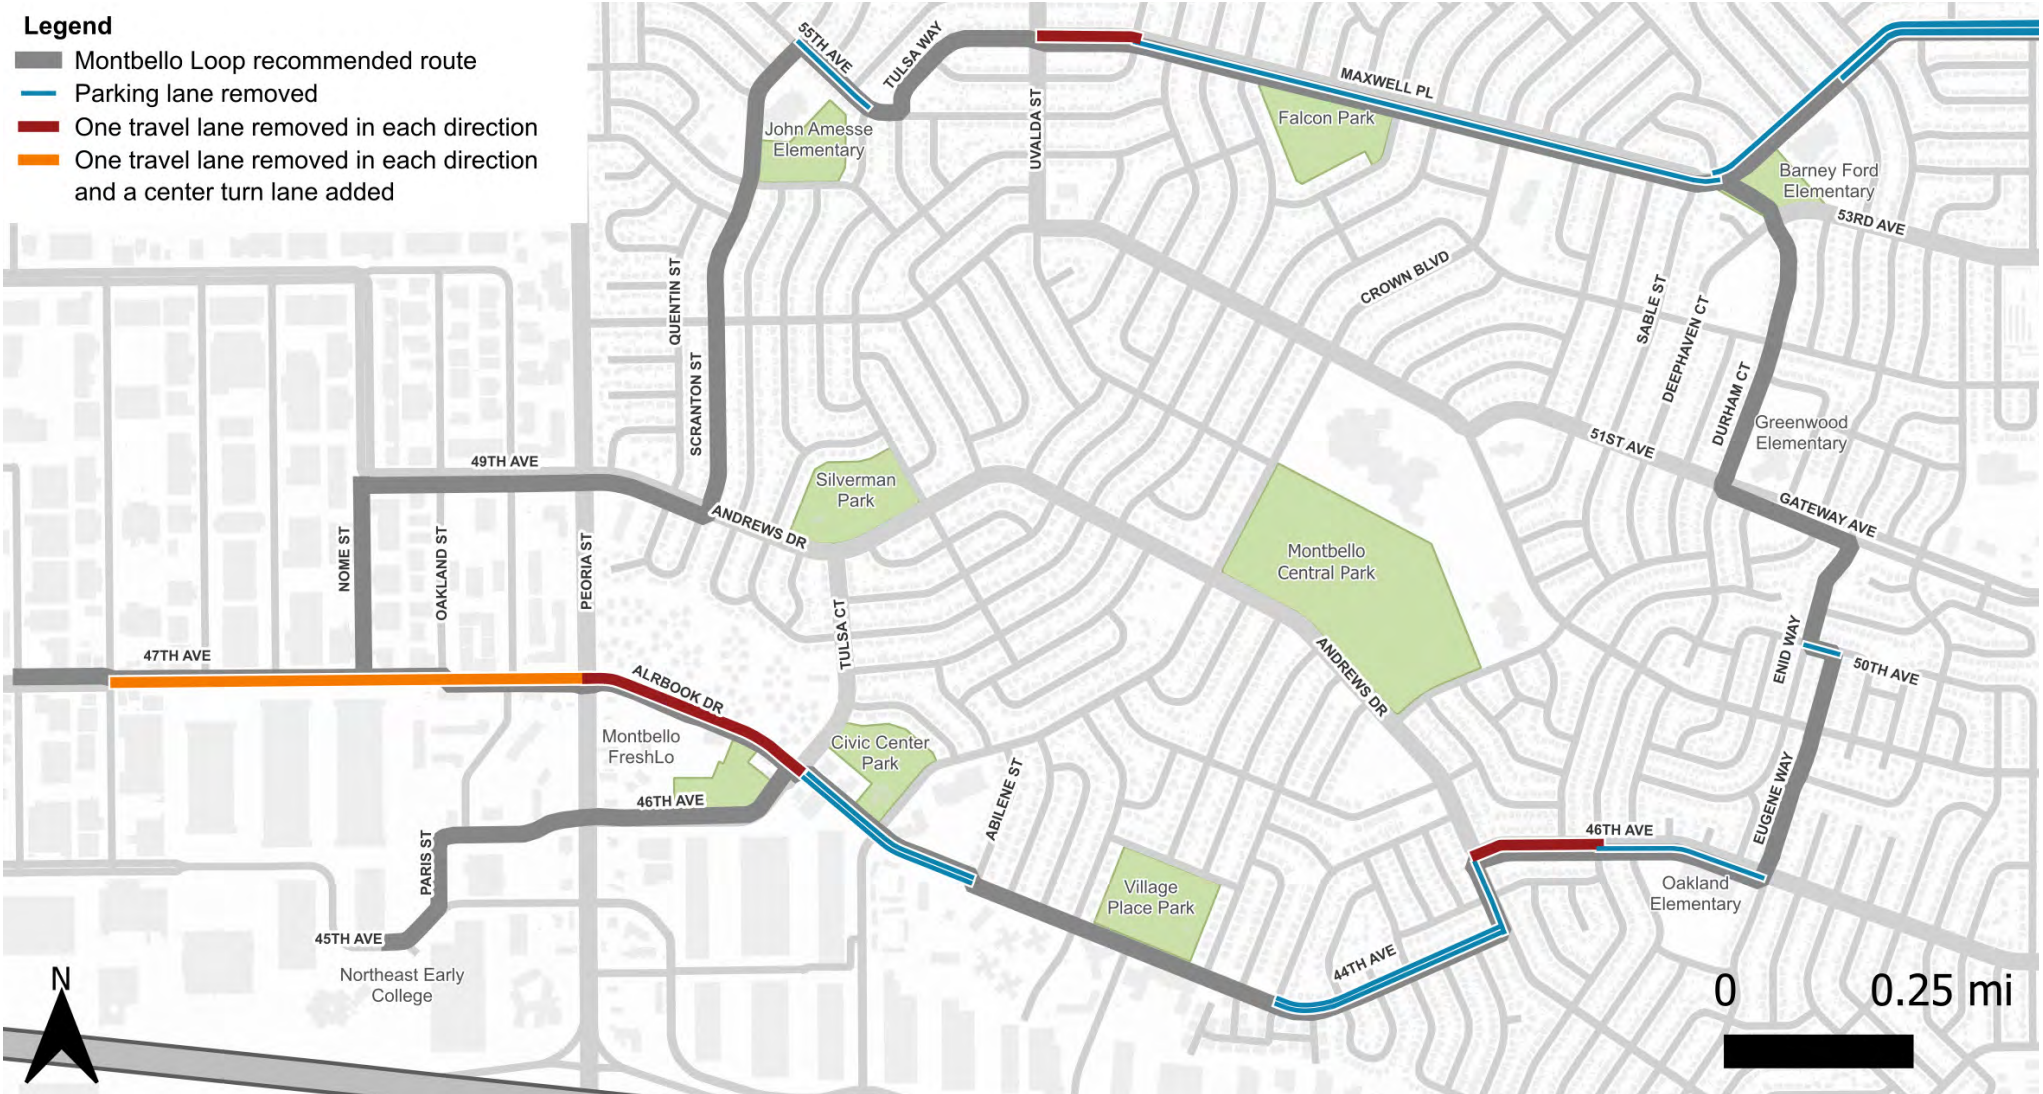 Legend
Montbello Loop recommended route
Parking lane removed
One travel lane removed in each direction
One travel lane removed in each direction
and a center turn lane added
55TH AVE
TULSA WAY
MAXWELL PL
UVALDA ST
John Amesse
Elementary
Falcon Park
Barney Ford
Elementary
53RD AVE
QUENTIN ST
CROWN BLVD
SABLE ST
DEEPHAVEN CT
SCRANTON ST
DURHAM CT
Greenwood
Elementary
51ST AVE
49TH AVE
Silverman
Park
ANDREWS DR
GATEWAY AVE
NOME ST
OAKLAND ST
PEORIA ST
Montbello
Central Park
TULSA CT
47TH AVE
ALRBOOK DR
ANDREWS DR
ENID WAY
50TH AVE
Montbello
FreshLo
Civic Center
Park
46TH AVE
ABILENE ST
EUGENE WAY
46TH AVE
PARIS ST
Village
Place Park
Oakland
Elementary
45TH AVE
44TH AVE
Northeast Early
College
N
0 0.25 mi